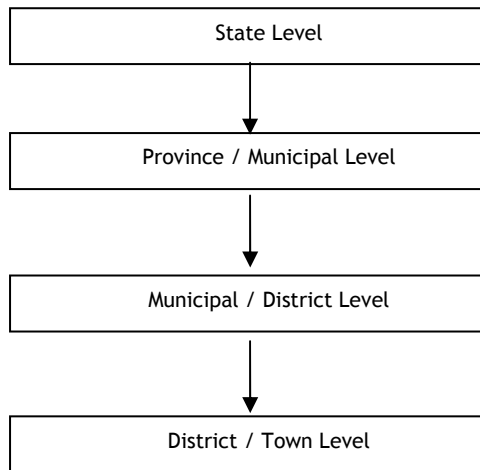 State Level
Province / Municipal Level
Municipal / District Level
District / Town Level